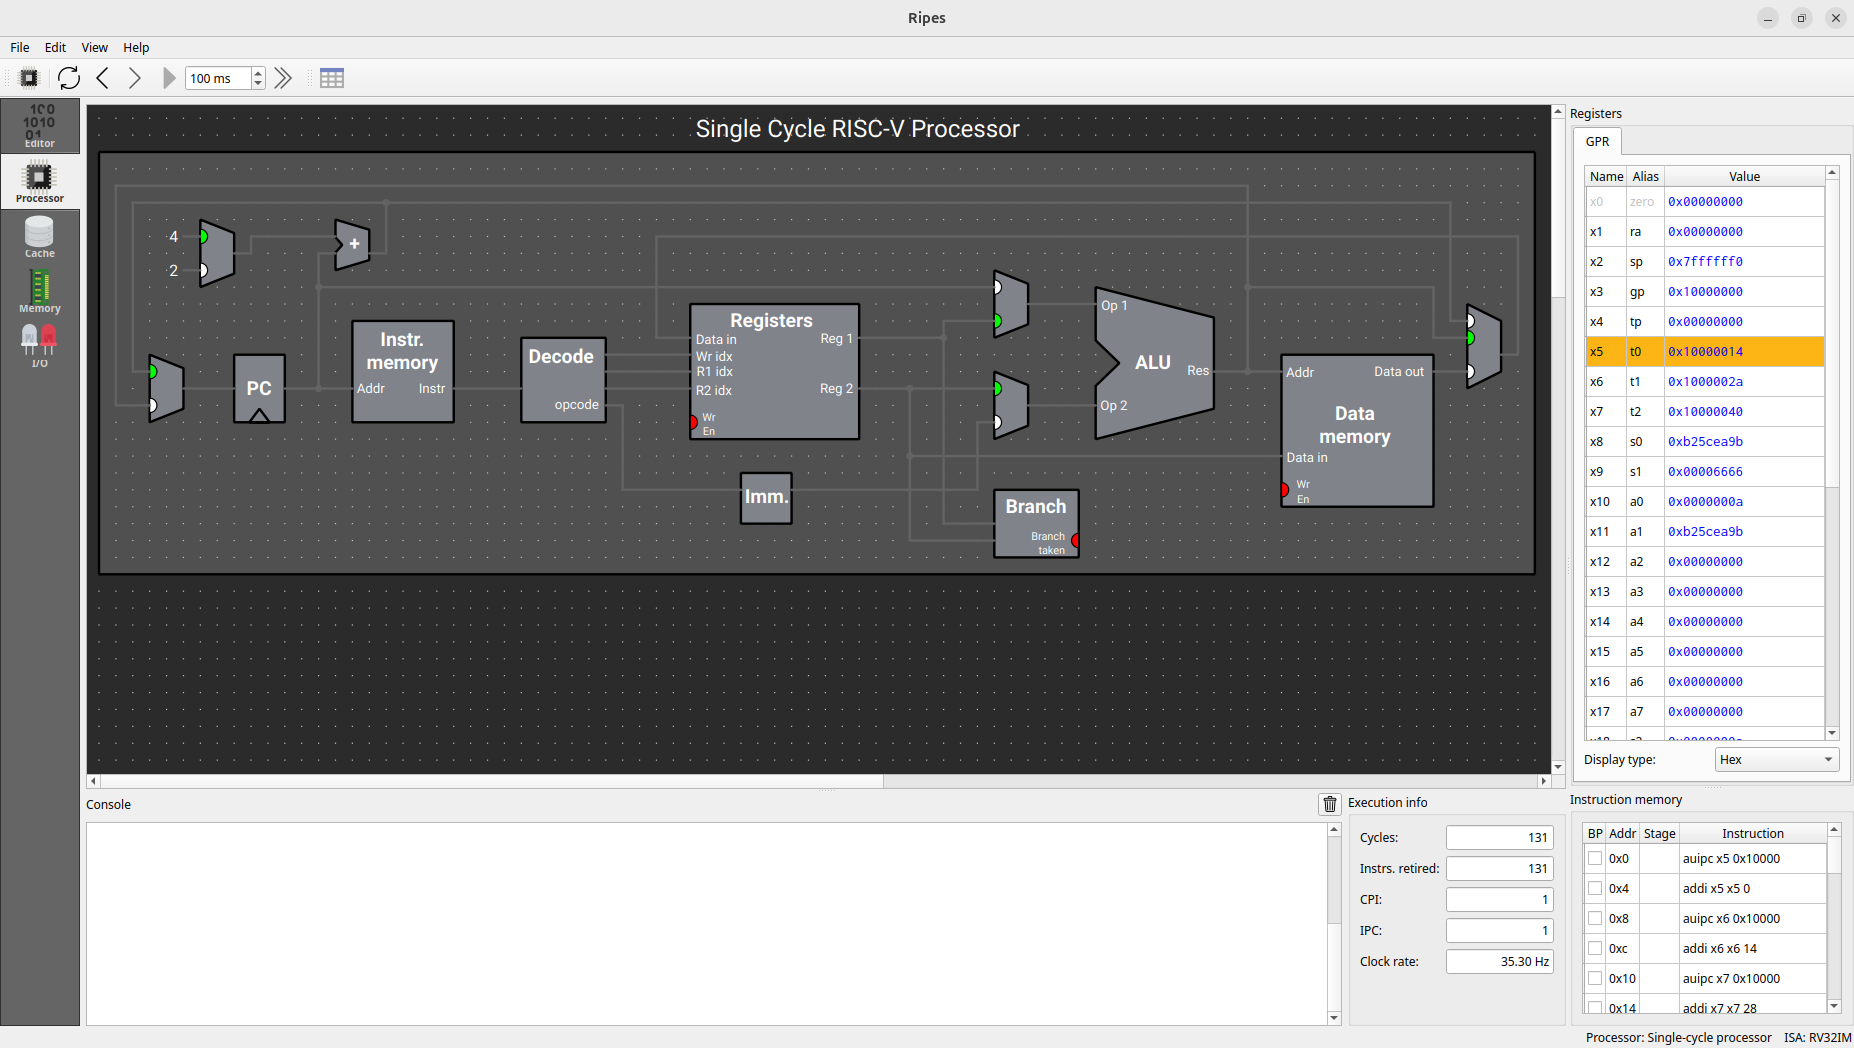 Ripes
File Edit View Help
100 ms
Editor
Processor
Cache
Memory
I/O
Single Cycle RISC-V Processor
4
2
+
PC
Instr.
memory
Addr
Instr
Decode
opcode
Registers
Data in
Wr idx
R1 idx
R2 idx
Wr
En
Reg 1
Reg 2
Imm.
Op 1
Op 2
ALU
Res
Branch
Branch
taken
Addr
Data out
Data
memory
Data in
Wr
En
Registers
GPR
Name Alias Value
x0 zero 0x00000000
x1 ra 0x00000000
x2 sp 0x7ffffff0
x3 gp 0x10000000
x4 tp 0x00000000
x5 t0 0x10000014
x6 t1 0x1000002a
x7 t2 0x10000040
x8 s0 0xb25cea9b
x9 s1 0x00006666
x10 a0 0x0000000a
x11 a1 0xb25cea9b
x12 a2 0x00000000
x13 a3 0x00000000
x14 a4 0x00000000
x15 a5 0x00000000
x16 a6 0x00000000
x17 a7 0x00000000
Display type: Hex
Console
Execution info
Cycles: 131
Instrs. retired: 131
CPI: 1
IPC: 1
Clock rate: 35.30 Hz
Instruction memory
BP Addr Stage Instruction
0x0 auipc x5 0x10000
0x4 addi x5 x5 0
0x8 auipc x6 0x10000
0xc addi x6 x6 14
0x10 auipc x7 0x10000
0x14 addi x7 x7 28
Processor: Single-cycle processor ISA: RV32IM